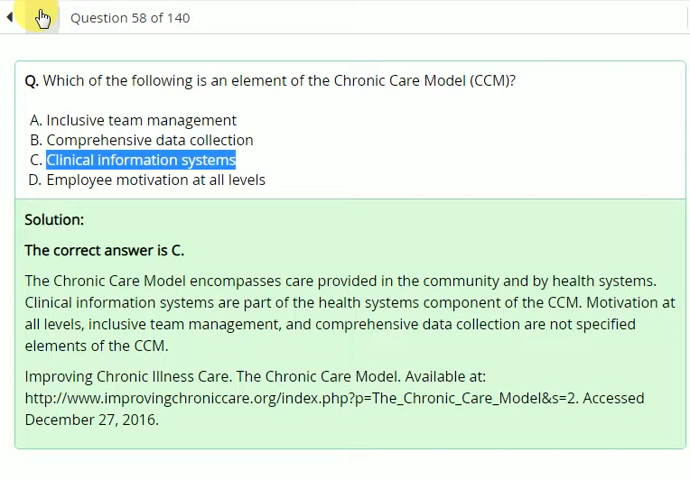 Question 58 of 140
Q. Which of the following is an element of the Chronic Care Model (CCM)?
A. Inclusive team management
B. Comprehensive data collection
C. Clinical information systems
D. Employee motivation at all levels
Solution:
The correct answer is C.
The Chronic Care Model encompasses care provided in the community and by health systems.
Clinical information systems are part of the health systems component of the CCM. Motivation at
all levels, inclusive team management, and comprehensive data collection are not specified
elements of the CCM.
Improving Chronic Illness Care. The Chronic Care Model. Available at:
http://www.improvingchroniccare.org/index.php?p=The_Chronic_Care_Model&s=2. Accessed
December 27, 2016.